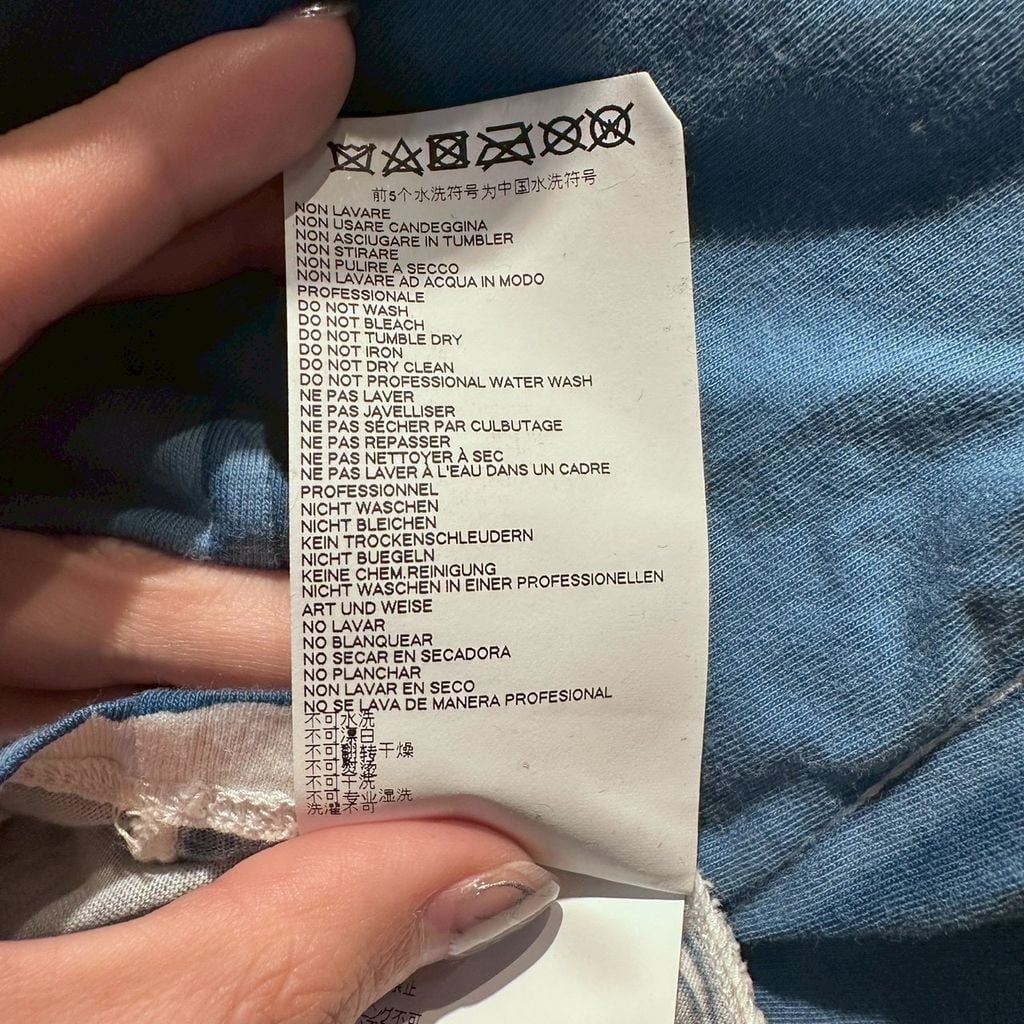 前5个水洗符号为中国水洗符号
NON LAVARE
NON USARE CANDEGGINA
NON ASCIUGARE IN TUMBLER
NON STIRARE
NON PULIRE A SECCO
NON LAVARE AD ACQUA IN MODO
PROFESSIONALE
DO NOT WASH
DO NOT BLEACH
DO NOT TUMBLE DRY
DO NOT IRON
DO NOT DRY CLEAN
DO NOT PROFESSIONAL WATER WASH
NE PAS LAVER
NE PAS JAVELLISER
NE PAS SÉCHER PAR CULBUTAGE
NE PAS REPASSER
NE PAS NETTOYER À SEC
NE PAS LAVER À L'EAU DANS UN CADRE
PROFESSIONNEL
NICHT WASCHEN
NICHT BLEICHEN
KEIN TROCKENSCHLEUDERN
NICHT BUEGELN
KEINE CHEM.REINIGUNG
NICHT WASCHEN IN EINER PROFESSIONELLEN
ART UND WEISE
NO LAVAR
NO BLANQUEAR
NO SECAR EN SECADORA
NO PLANCHAR
NON LAVAR EN SECO
NO SE LAVA DE MANERA PROFESIONAL
不可水洗
不可漂白
不可翻转干燥
不可熨烫
不可干洗
不可专业湿洗
洗濯不可